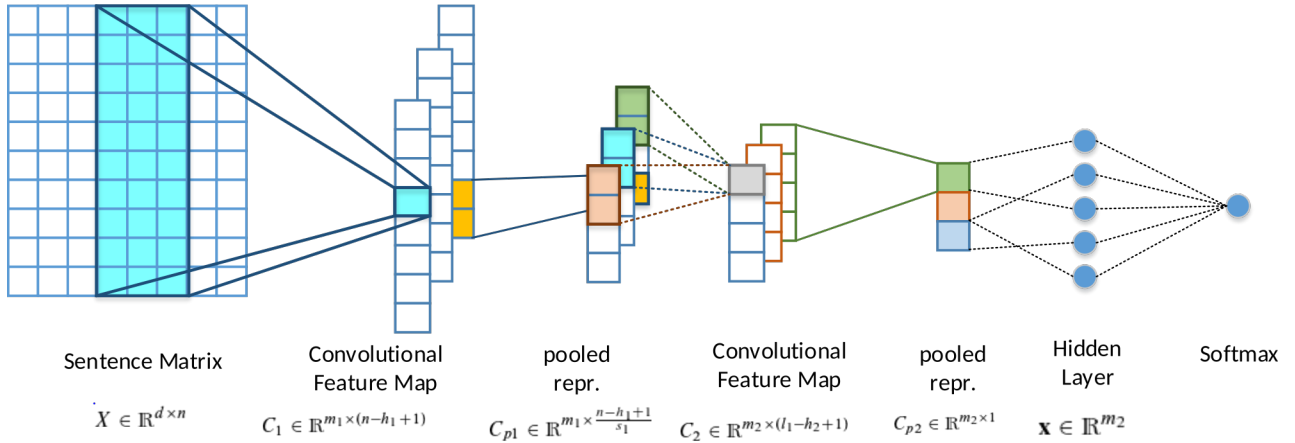 Sentence Matrix
Convolutional
Feature Map
pooled
repr.
Convolutional
Feature Map
pooled
repr.
Hidden
Layer
Softmax
X ∈ ℝ^{d×n}
C_1 ∈ ℝ^{m_1×(n−h_1+1)}
C_{p1} ∈ ℝ^{m_1×\frac{n−h_1+1}{s_1}}
C_2 ∈ ℝ^{m_2×(l_1−h_2+1)}
C_{p2} ∈ ℝ^{m_2×1}
𝐱 ∈ ℝ^{m_2}